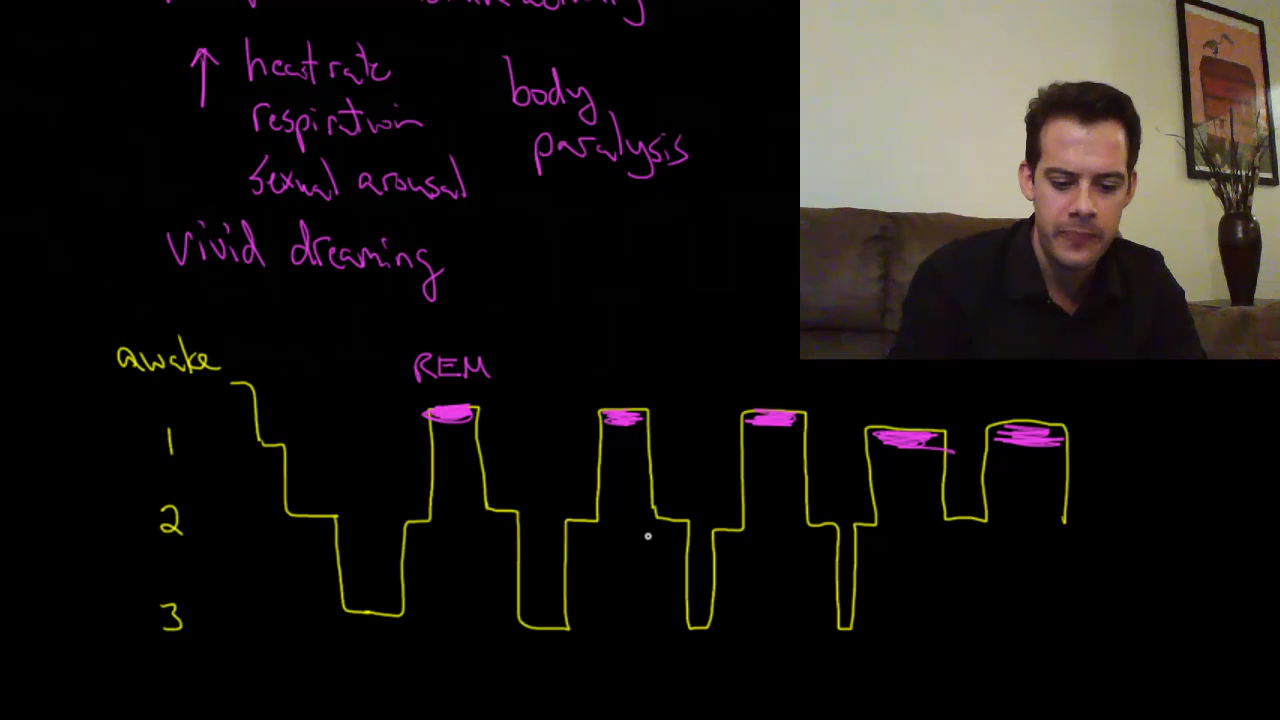 ↑ heart rate
respiration
sexual arousal
body
paralysis
vivid dreaming
awake
REM
1
2
3